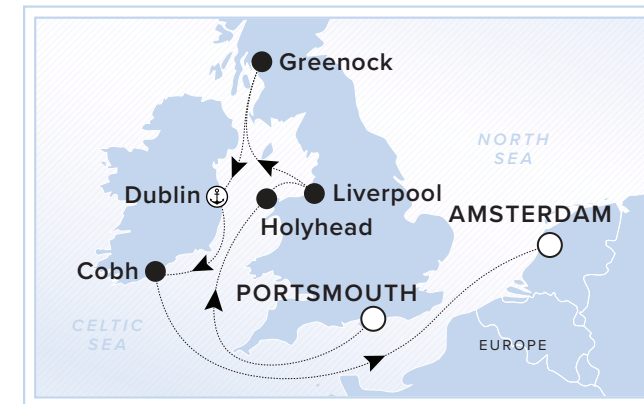 Greenock
NORTH
SEA
Dublin
Liverpool
AMSTERDAM
Holyhead
Cobh
PORTSMOUTH
CELTIC
SEA
EUROPE